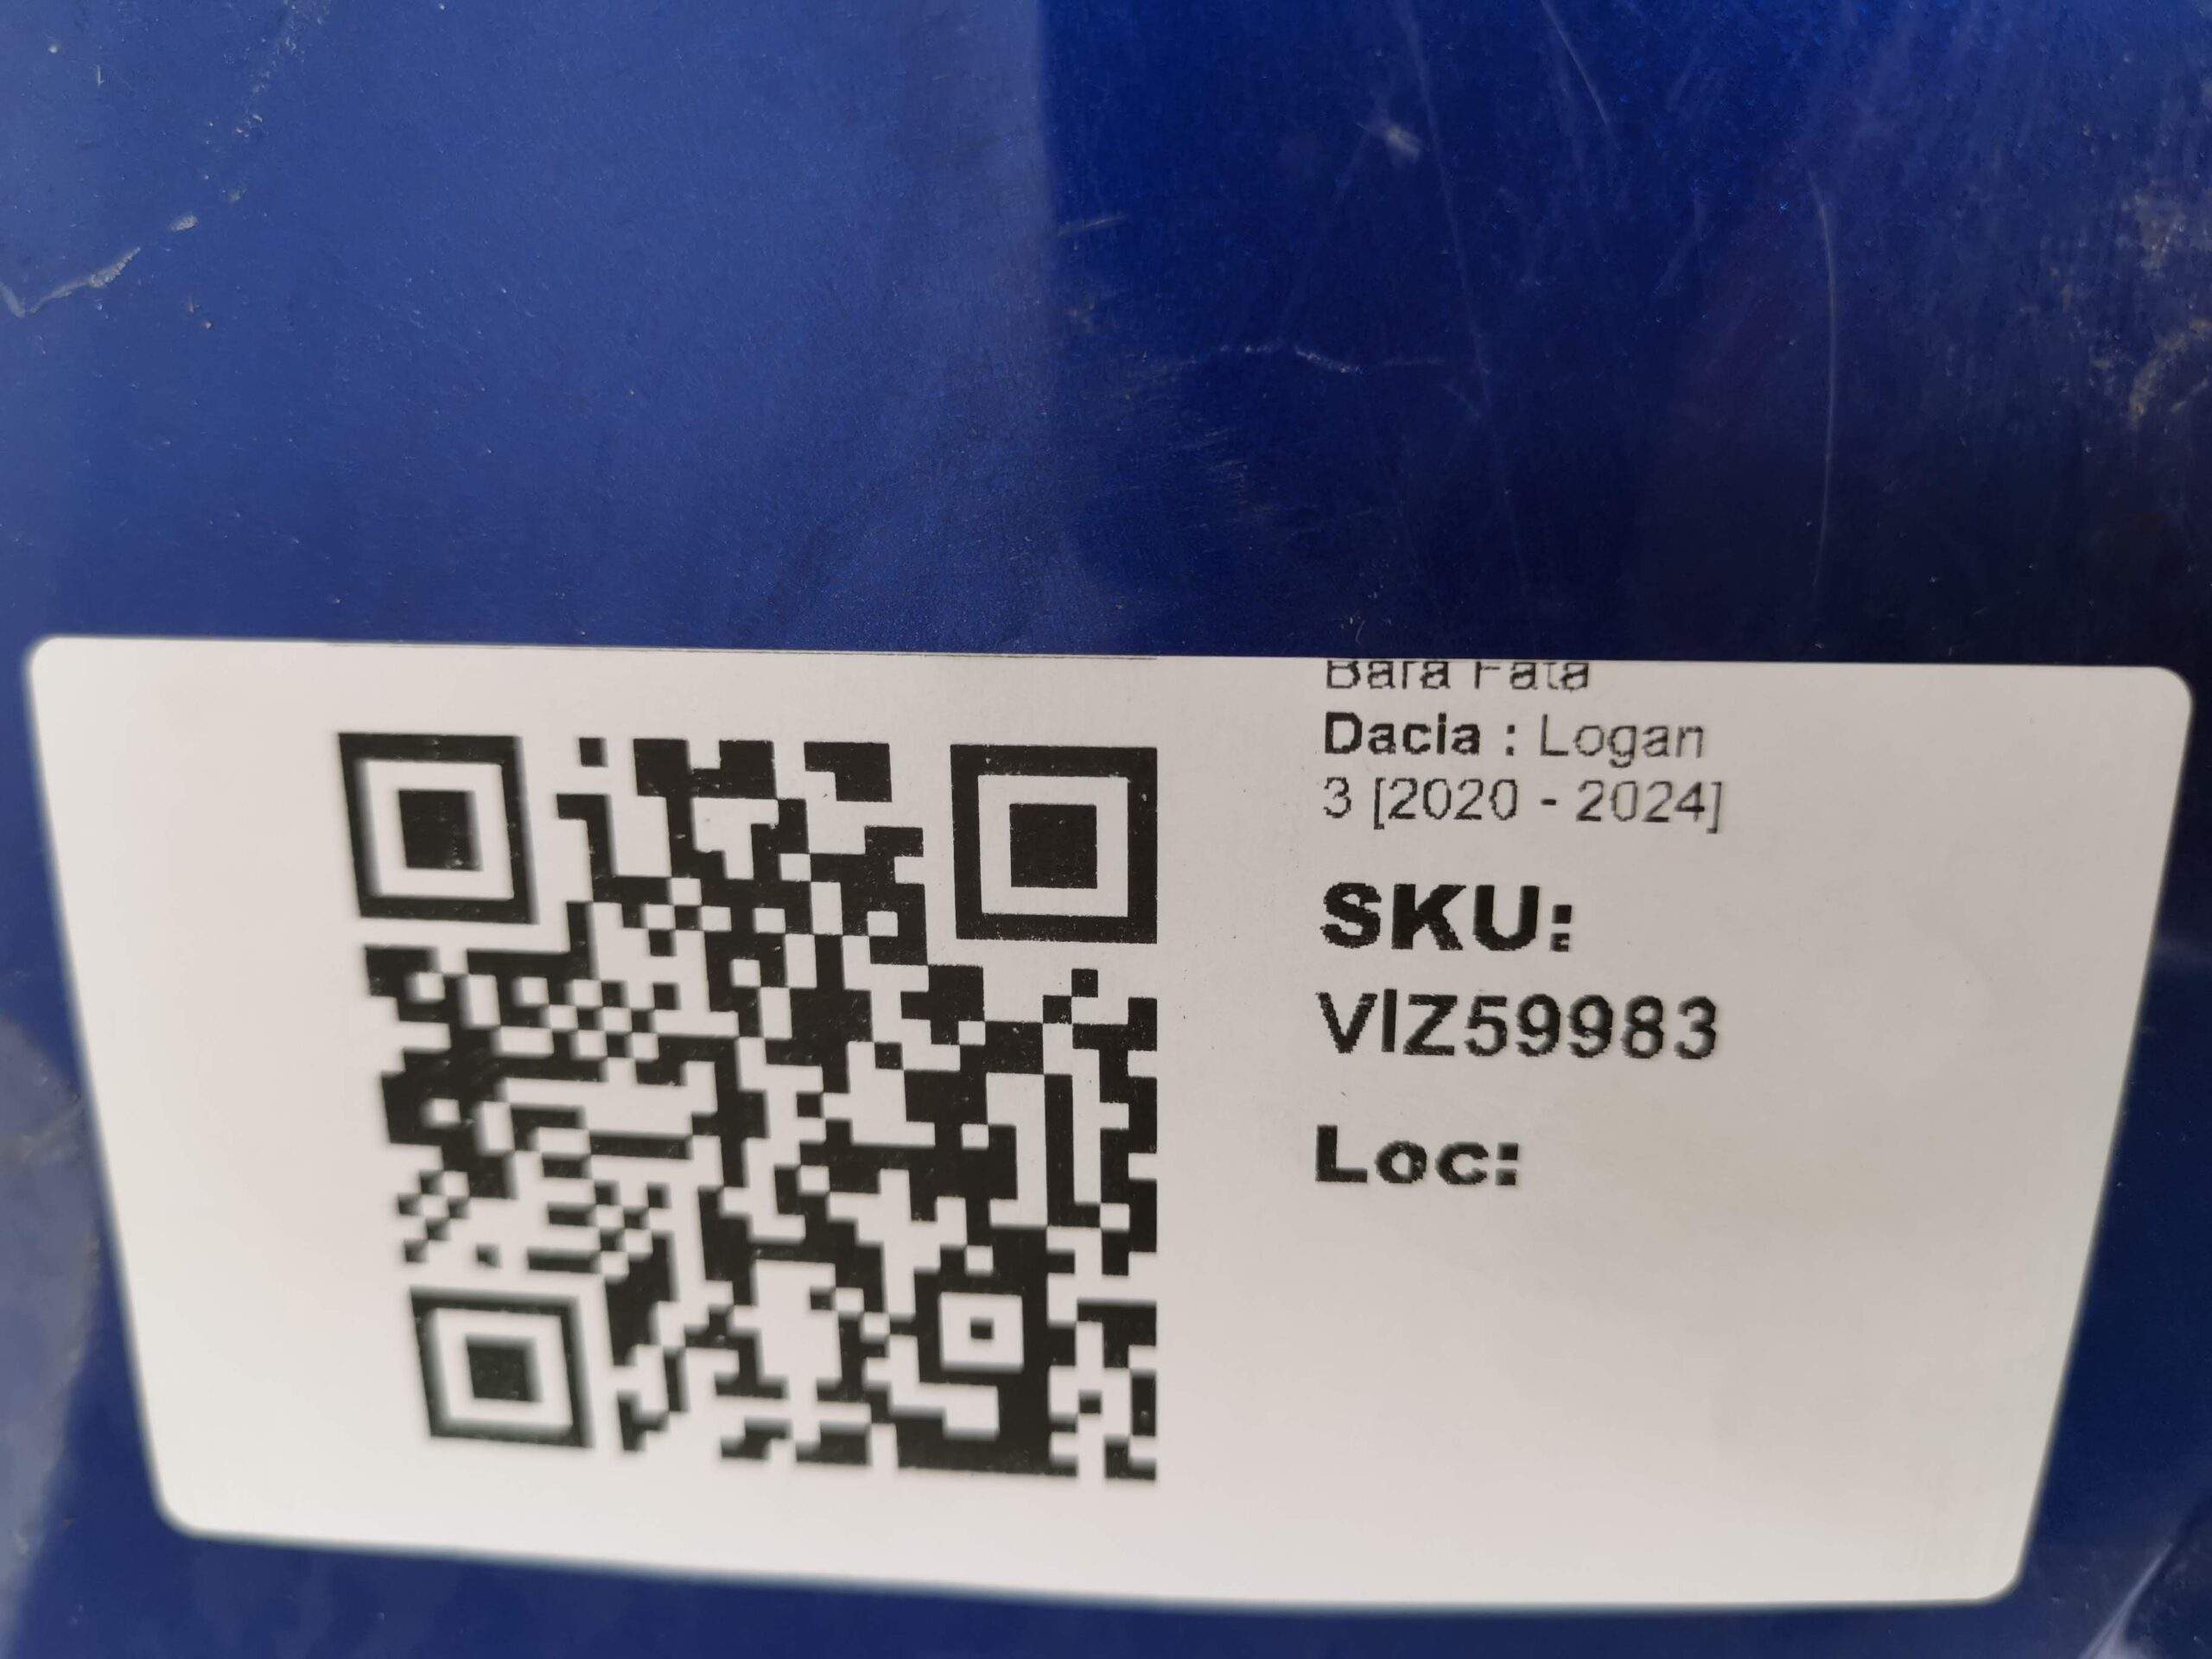 Bara Fata
Dacia : Logan
3 [2020 - 2024]
SKU:
VIZ59983
Loc: